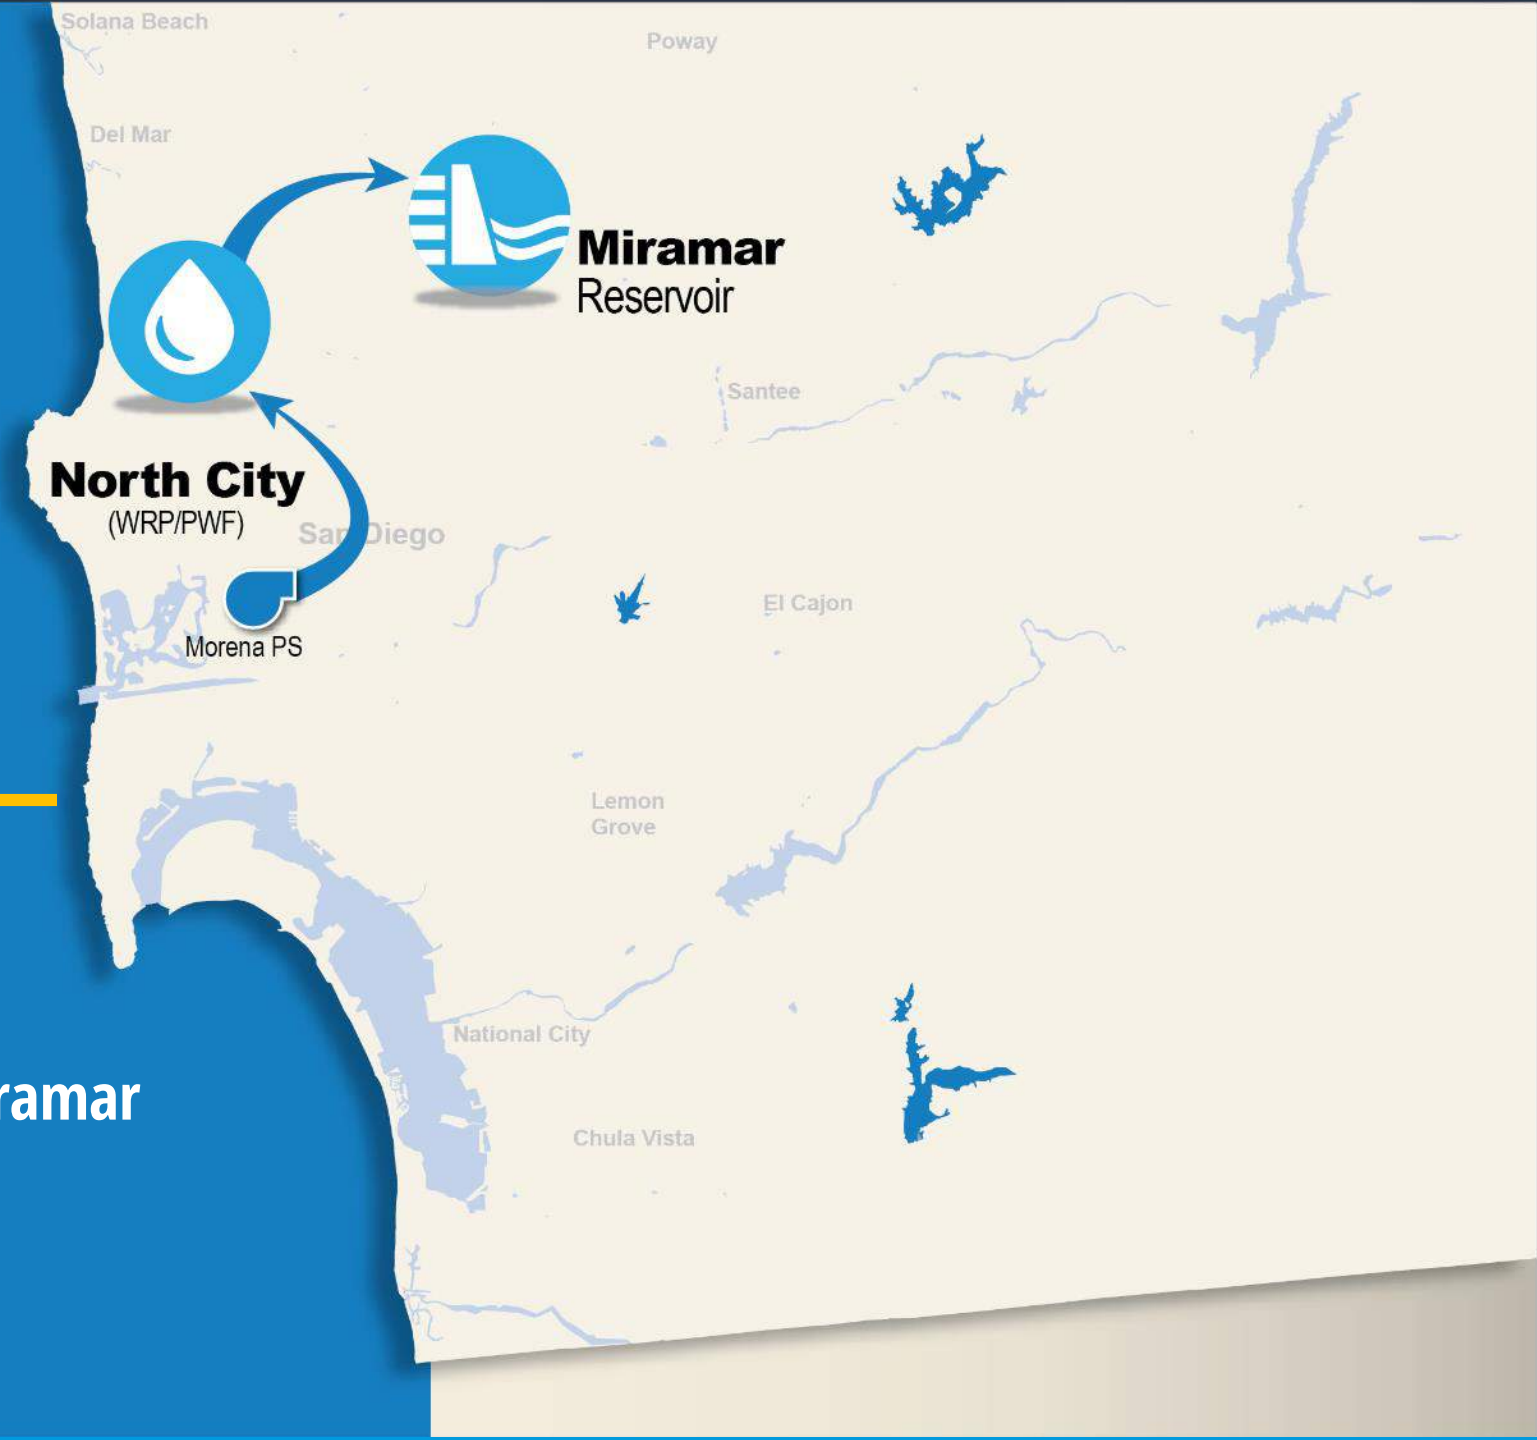 Solana Beach
Poway
Del Mar
Miramar
Reservoir
Santee
North City
(WRP/PWF)
San Diego
El Cajon
Morena PS
Lemon
Grove
National City
ramar
Chula Vista